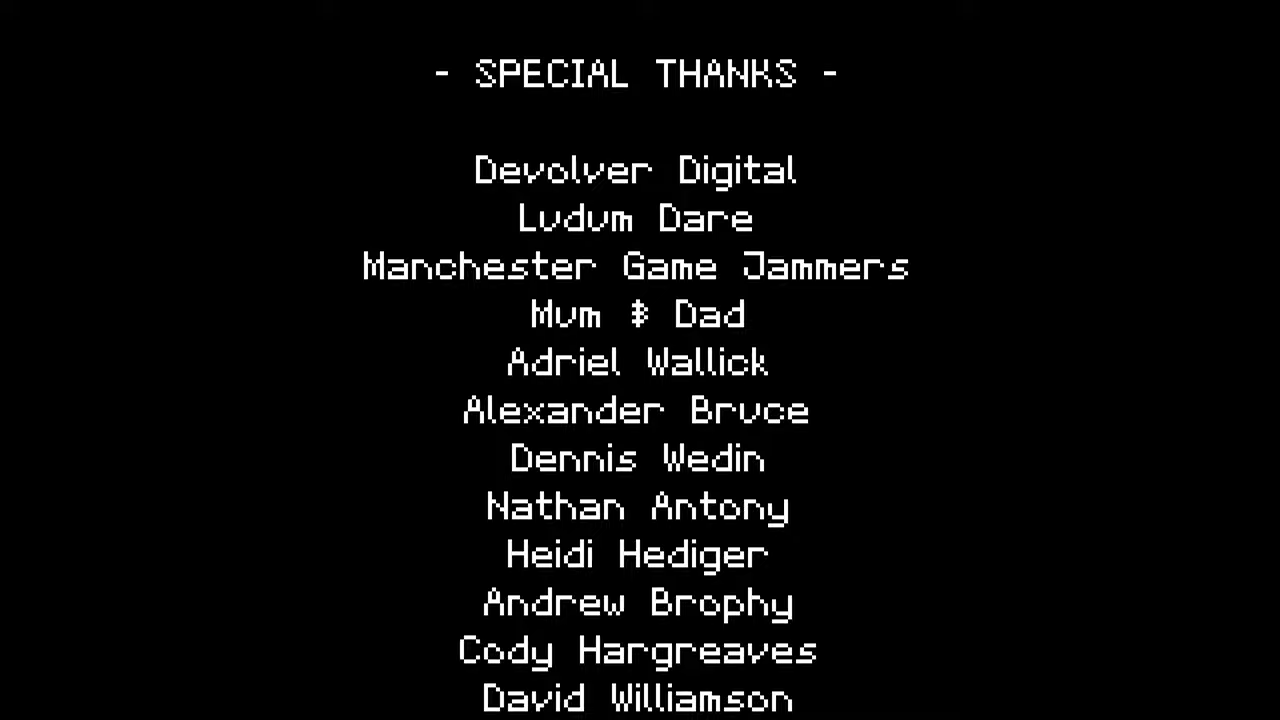 - SPECIAL THANKS -
Devolver Digital
Ludum Dare
Manchester Game Jammers
Mum & Dad
Adriel Wallick
Alexander Bruce
Dennis Wedin
Nathan Antony
Heidi Hediger
Andrew Brophy
Cody Hargreaves
David Williamson